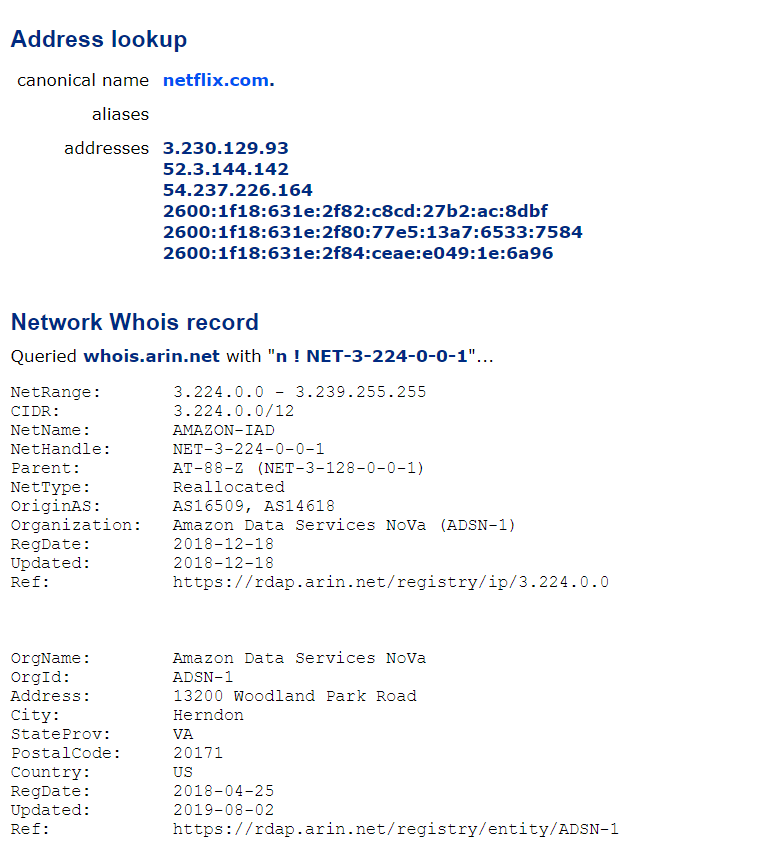 Address lookup
canonical name netflix.com.
aliases
addresses 3.230.129.93
52.3.144.142
54.237.226.164
2600:1f18:631e:2f82:c8cd:27b2:ac:8dbf
2600:1f18:631e:2f80:77e5:13a7:6533:7584
2600:1f18:631e:2f84:ceae:e049:1e:6a96
Network Whois record
Queried whois.arin.net with "n ! NET-3-224-0-0-1"...
NetRange: 3.224.0.0 - 3.239.255.255
CIDR: 3.224.0.0/12
NetName: AMAZON-IAD
NetHandle: NET-3-224-0-0-1
Parent: AT-88-Z (NET-3-128-0-0-1)
NetType: Reallocated
OriginAS: AS16509, AS14618
Organization: Amazon Data Services NoVa (ADSN-1)
RegDate: 2018-12-18
Updated: 2018-12-18
Ref: https://rdap.arin.net/registry/ip/3.224.0.0
OrgName: Amazon Data Services NoVa
OrgId: ADSN-1
Address: 13200 Woodland Park Road
City: Herndon
StateProv: VA
PostalCode: 20171
Country: US
RegDate: 2018-04-25
Updated: 2019-08-02
Ref: https://rdap.arin.net/registry/entity/ADSN-1